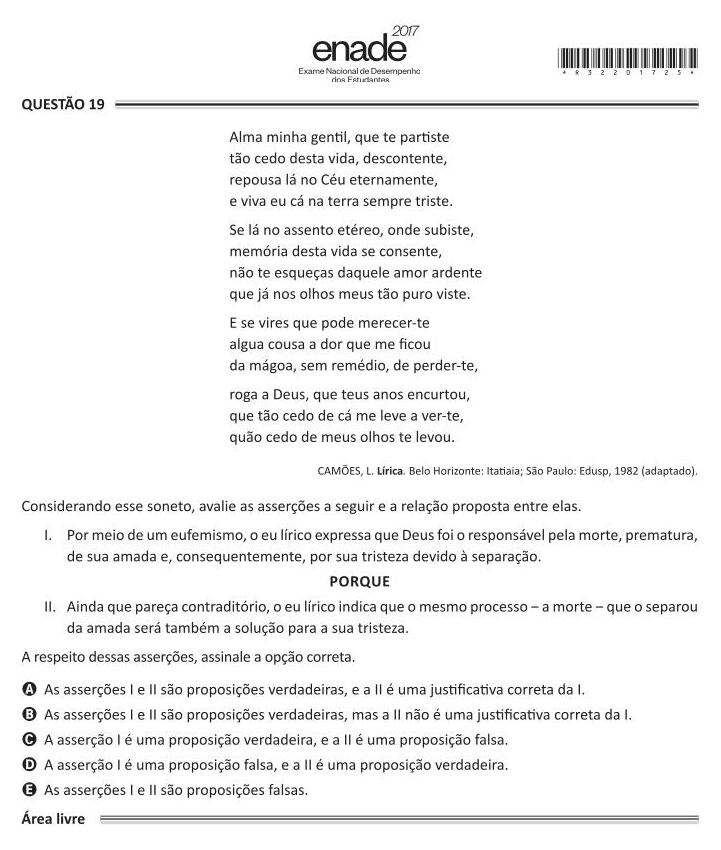 2017
enade
Exame Nacional de Desempenho
dos Estudantes
*R32201725*
QUESTÃO 19
Alma minha gentil, que te partiste
tão cedo desta vida, descontente,
repousa lá no Céu eternamente,
e viva eu cá na terra sempre triste.
Se lá no assento etéreo, onde subiste,
memória desta vida se consente,
não te esqueças daquele amor ardente
que já nos olhos meus tão puro viste.
E se vires que pode merecer-te
algua cousa a dor que me ficou
da mágoa, sem remédio, de perder-te,
roga a Deus, que teus anos encurtou,
que tão cedo de cá me leve a ver-te,
quão cedo de meus olhos te levou.
CAMÕES, L. Lírica. Belo Horizonte: Itatiaia; São Paulo: Edusp, 1982 (adaptado).
Considerando esse soneto, avalie as asserções a seguir e a relação proposta entre elas.
I. Por meio de um eufemismo, o eu lírico expressa que Deus foi o responsável pela morte, prematura,
de sua amada e, consequentemente, por sua tristeza devido à separação.
PORQUE
II. Ainda que pareça contraditório, o eu lírico indica que o mesmo processo – a morte – que o separou
da amada será também a solução para a sua tristeza.
A respeito dessas asserções, assinale a opção correta.
A As asserções I e II são proposições verdadeiras, e a II é uma justificativa correta da I.
B As asserções I e II são proposições verdadeiras, mas a II não é uma justificativa correta da I.
C A asserção I é uma proposição verdadeira, e a II é uma proposição falsa.
D A asserção I é uma proposição falsa, e a II é uma proposição verdadeira.
E As asserções I e II são proposições falsas.
Área livre